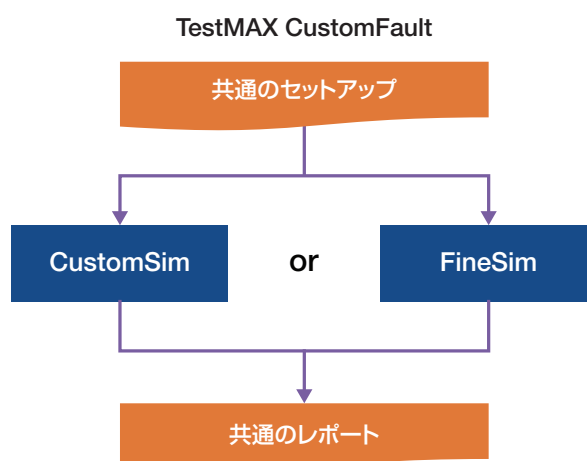 TestMAX CustomFault
共通のセットアップ
CustomSim
or
FineSim
共通のレポート